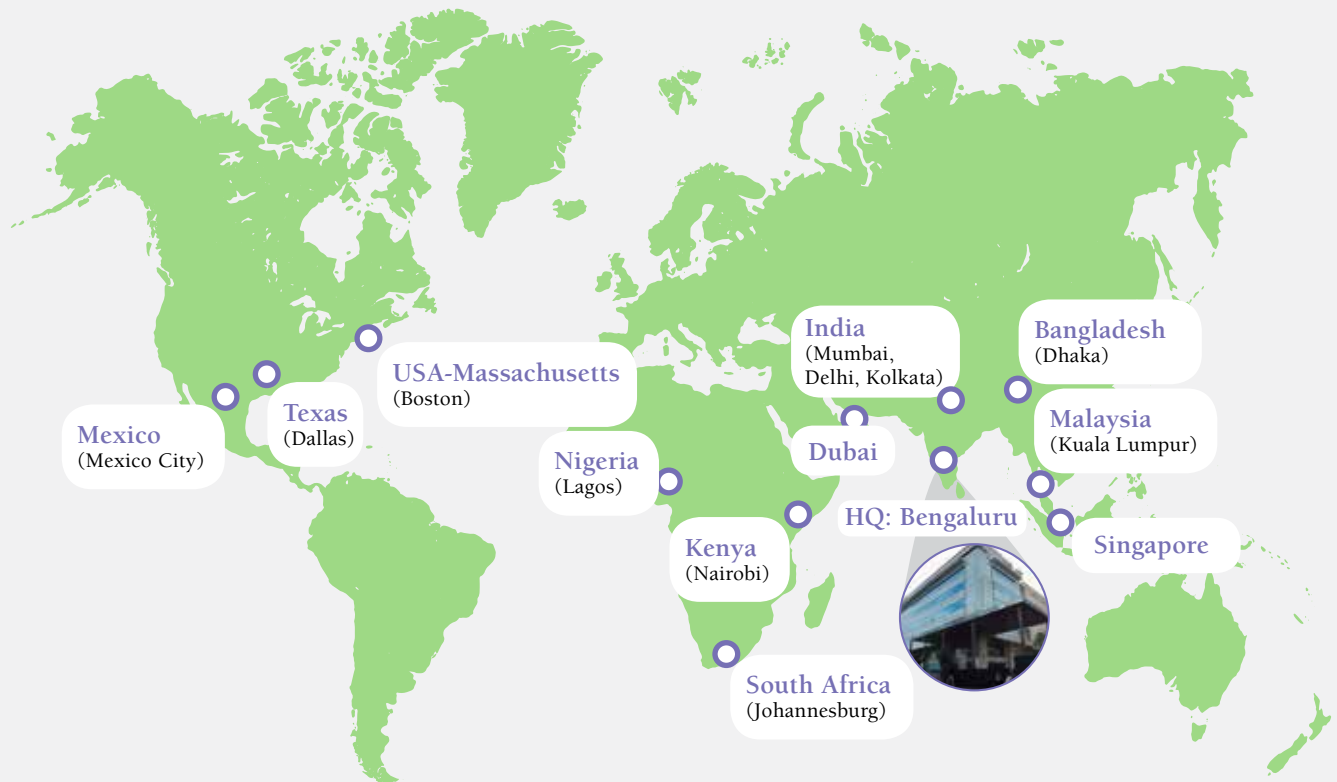 India
(Mumbai,
Delhi, Kolkata)
Bangladesh
(Dhaka)
USA-Massachusetts
(Boston)
Texas
(Dallas)
Mexico
(Mexico City)
Malaysia
(Kuala Lumpur)
Dubai
Nigeria
(Lagos)
HQ: Bengaluru
Kenya
(Nairobi)
Singapore
South Africa
(Johannesburg)